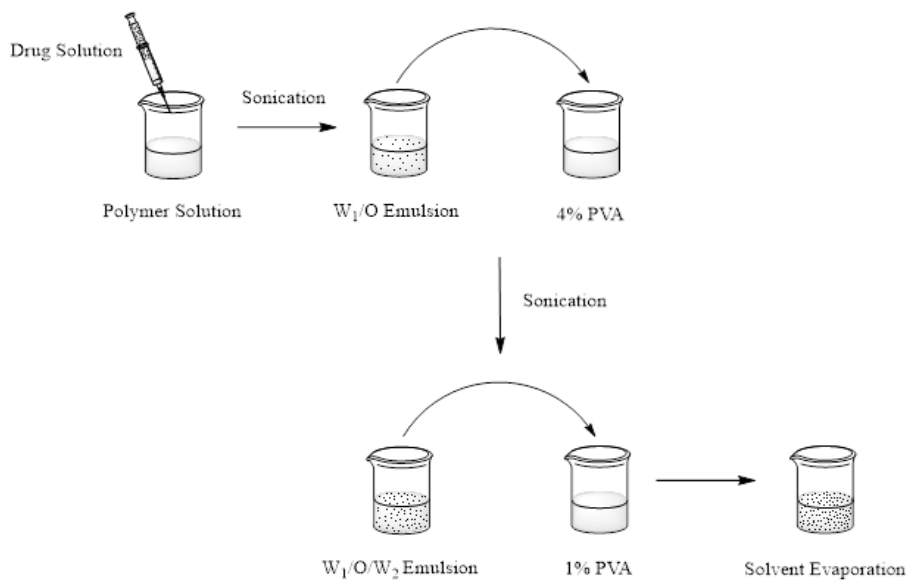 Drug Solution
Sonication
Polymer Solution
W₁/O Emulsion
4% PVA
Sonication
W₁/O/W₂ Emulsion
1% PVA
Solvent Evaporation